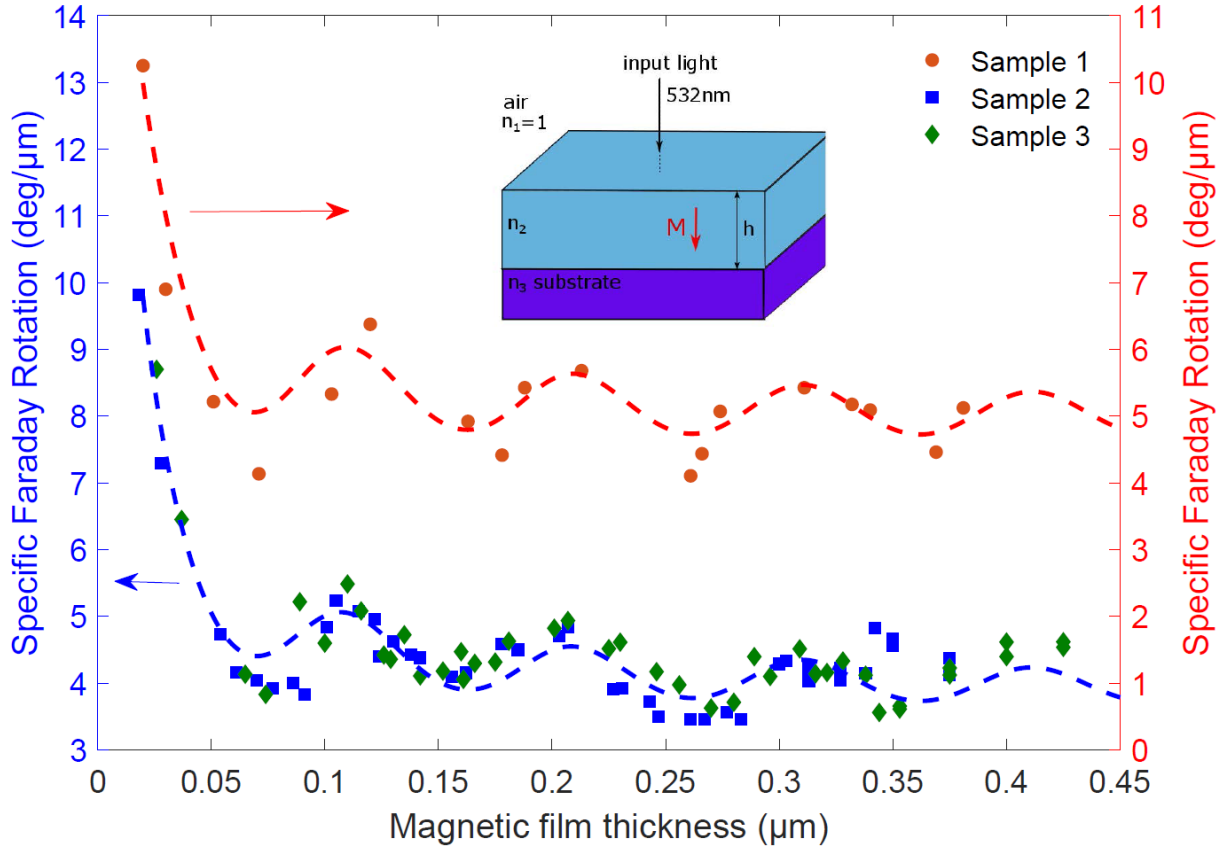 Specific Faraday Rotation (deg/µm)
14
13
12
11
10
9
8
7
6
5
4
3
input light
532nm
air
n₁=1
n₂
M
h
n₃ substrate
Sample 1
Sample 2
Sample 3
11
10
9
8
7
6
5
4
3
2
1
0
Specific Faraday Rotation (deg/µm)
0 0.05 0.1 0.15 0.2 0.25 0.3 0.35 0.4 0.45
Magnetic film thickness (µm)